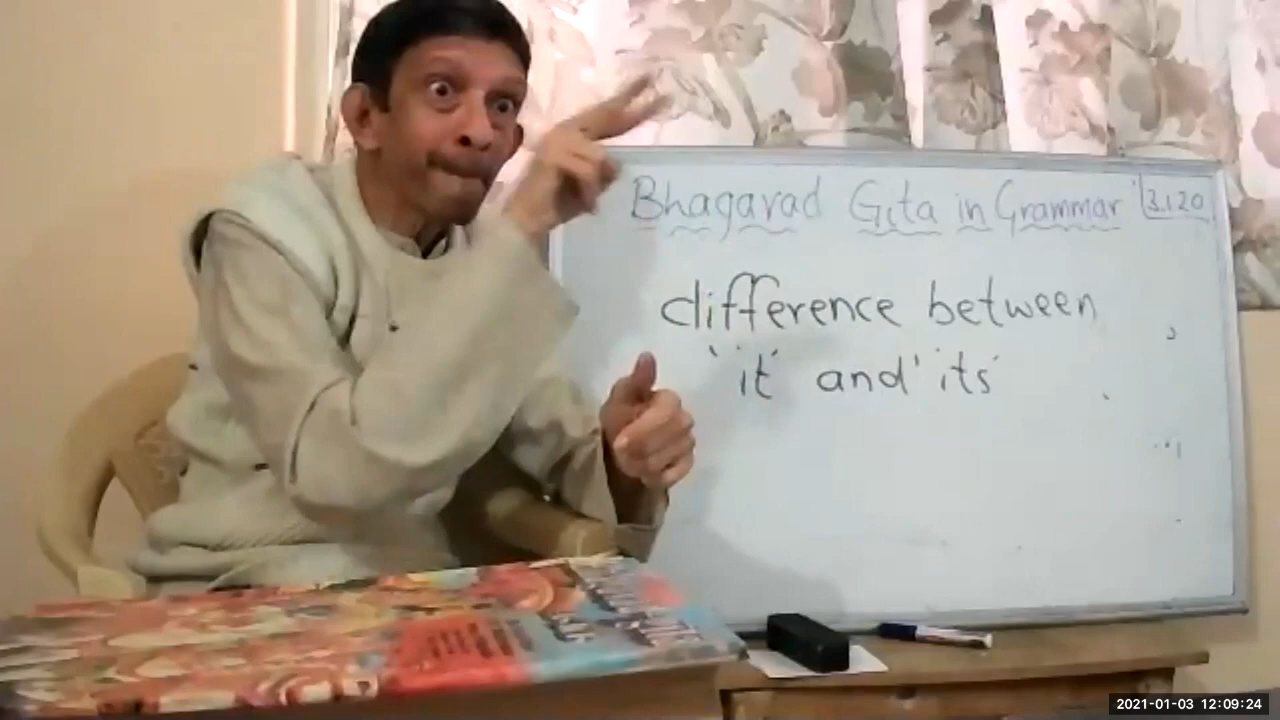 Bhagavad Gita in Grammar 3.120
difference between
'it' and 'its'
2021-01-03 12:09:24